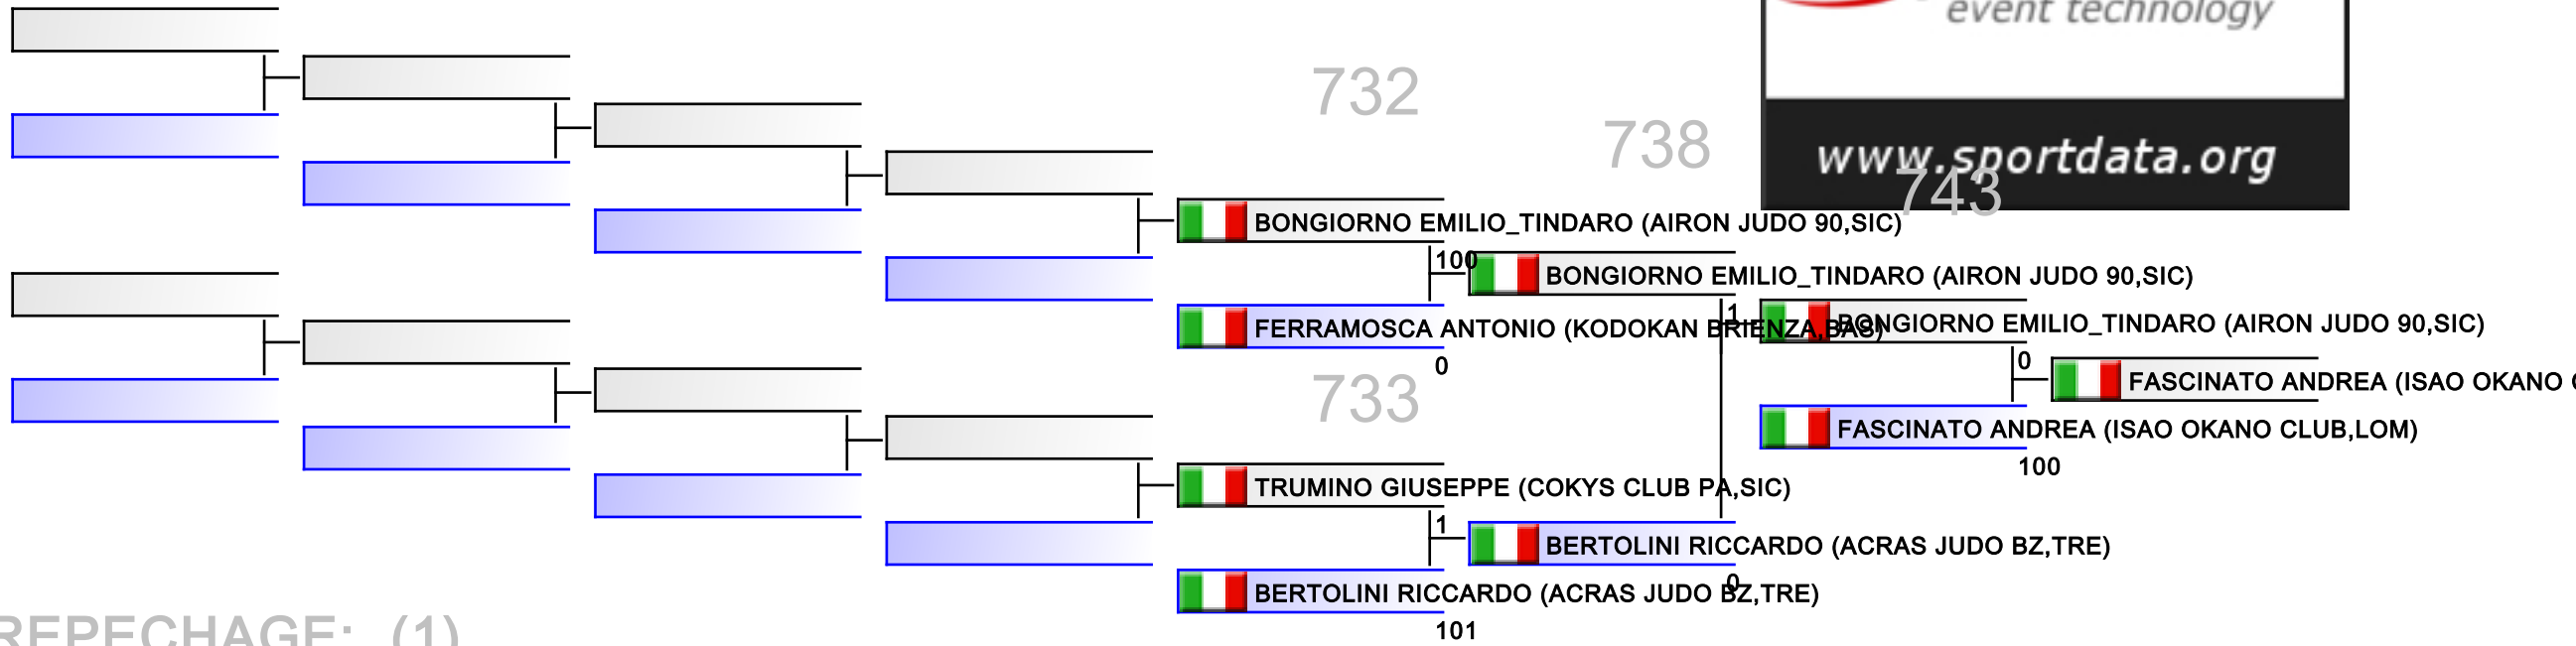 event technology
732
738
www.sportdata.org
743
BONGIORNO EMILIO_TINDARO (AIRON JUDO 90,SIC)
100
BONGIORNO EMILIO_TINDARO (AIRON JUDO 90,SIC)
1
BONGIORNO EMILIO_TINDARO (AIRON JUDO 90,SIC)
FERRAMOSCA ANTONIO (KODOKAN BRIENZA,BAS)
0
0
FASCINATO ANDREA (ISAO OKANO
733
FASCINATO ANDREA (ISAO OKANO CLUB,LOM)
100
TRUMINO GIUSEPPE (COKYS CLUB PA,SIC)
1
BERTOLINI RICCARDO (ACRAS JUDO BZ,TRE)
0
BERTOLINI RICCARDO (ACRAS JUDO BZ,TRE)
101
REPECHAGE: (1)